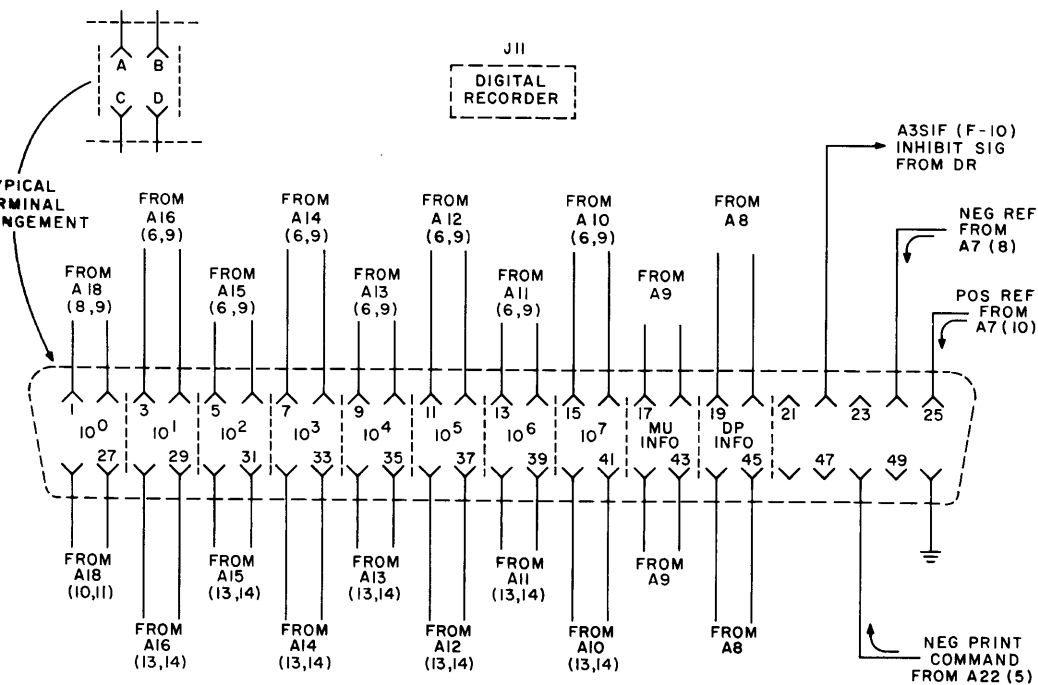 A B
C D
J11
DIGITAL
RECORDER
A3S1F (F-10)
INHIBIT SIG
FROM DR
NEG REF
FROM
A7 (8)
POS REF
FROM
A7 (10)
FROM
A16
(6,9)
FROM
A14
(6,9)
FROM
A12
(6,9)
FROM
A10
(6,9)
FROM
A8
FROM
A18
(8,9)
FROM
A15
(6,9)
FROM
A13
(6,9)
FROM
A11
(6,9)
FROM
A9
1 3 5 7 9 11 13 15 17 19 21 23 25
10⁰ 10¹ 10² 10³ 10⁴ 10⁵ 10⁶ 10⁷ MU INFO DP INFO
27 29 31 33 35 37 39 41 43 45 47 49
FROM
A18
(10,11)
FROM
A15
(13,14)
FROM
A13
(13,14)
FROM
A11
(13,14)
FROM
A9
FROM
A16
(13,14)
FROM
A14
(13,14)
FROM
A12
(13,14)
FROM
A10
(13,14)
FROM
A8
NEG PRINT
COMMAND
FROM A22 (5)